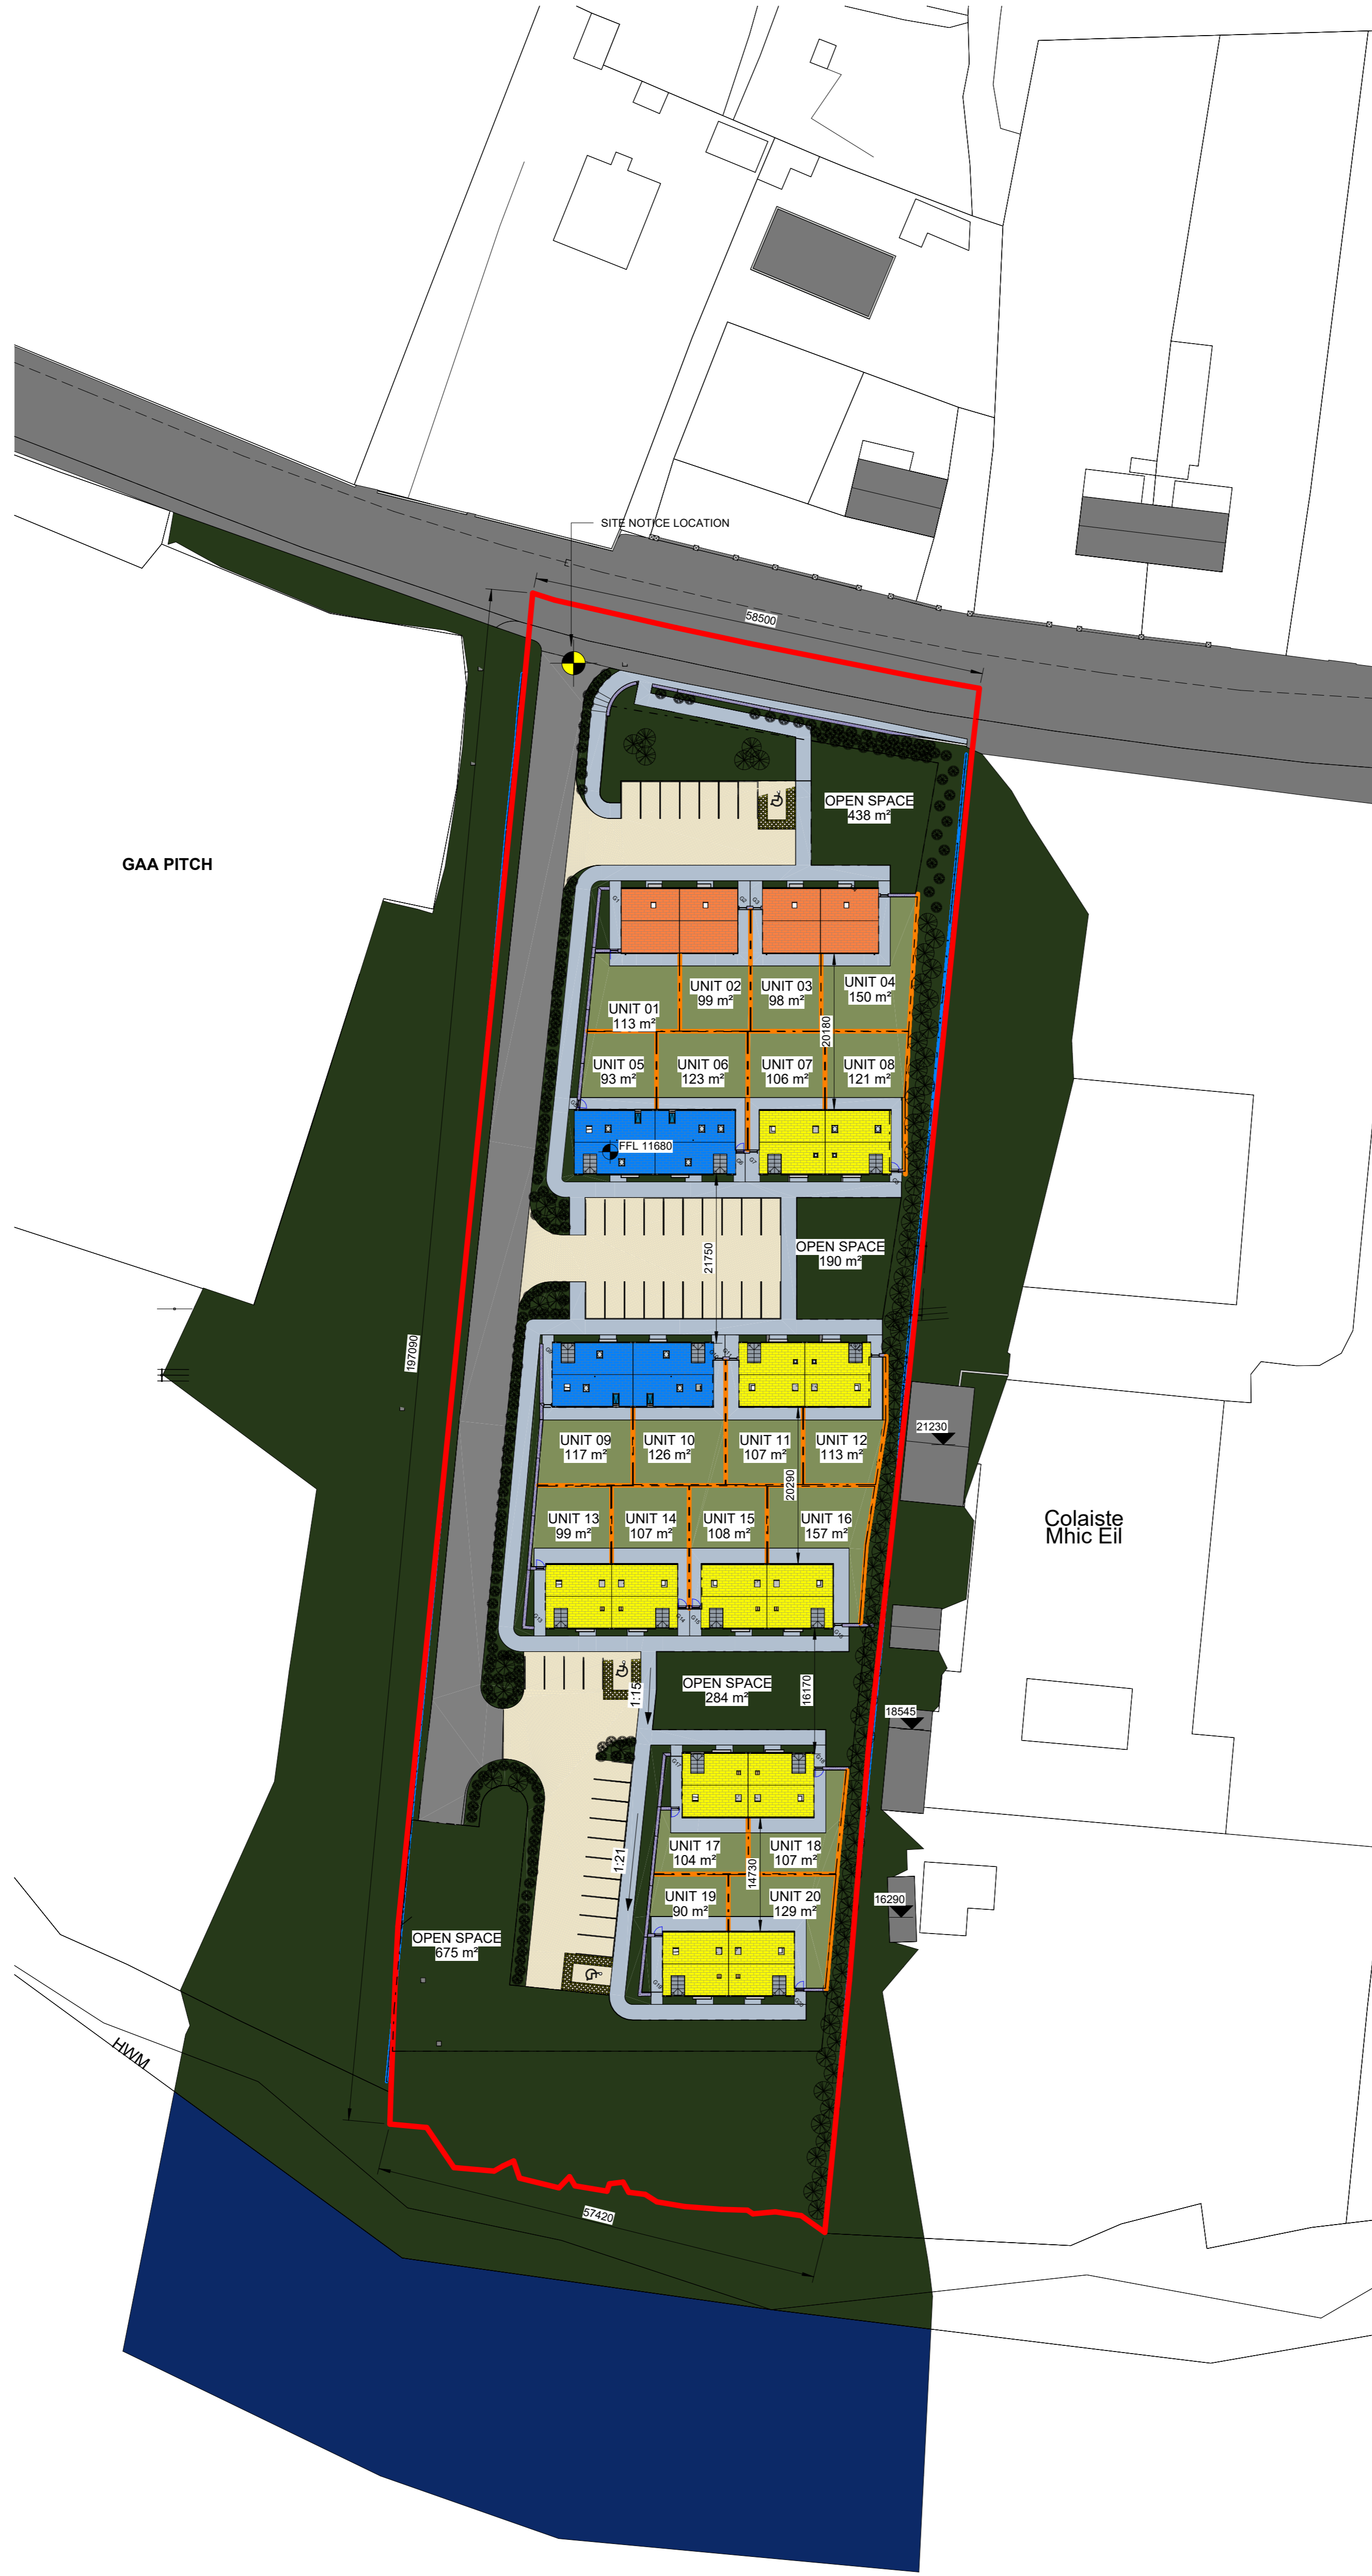 SITE NOTICE LOCATION
58500
OPEN SPACE
438 m²
GAA PITCH
UNIT 01
113 m²
UNIT 02
99 m²
UNIT 03
98 m²
UNIT 04
150 m²
20180
UNIT 05
93 m²
UNIT 06
123 m²
UNIT 07
106 m²
UNIT 08
121 m²
FFL 11680
21750
OPEN SPACE
190 m²
197090
21230
UNIT 09
117 m²
UNIT 10
126 m²
UNIT 11
107 m²
UNIT 12
113 m²
20290
UNIT 13
99 m²
UNIT 14
107 m²
UNIT 15
108 m²
UNIT 16
157 m²
Colaiste
Mhic Eil
1:15
OPEN SPACE
284 m²
16170
18545
UNIT 17
104 m²
UNIT 18
107 m²
1:21
14730
UNIT 19
90 m²
UNIT 20
129 m²
16290
OPEN SPACE
675 m²
HWM
57420